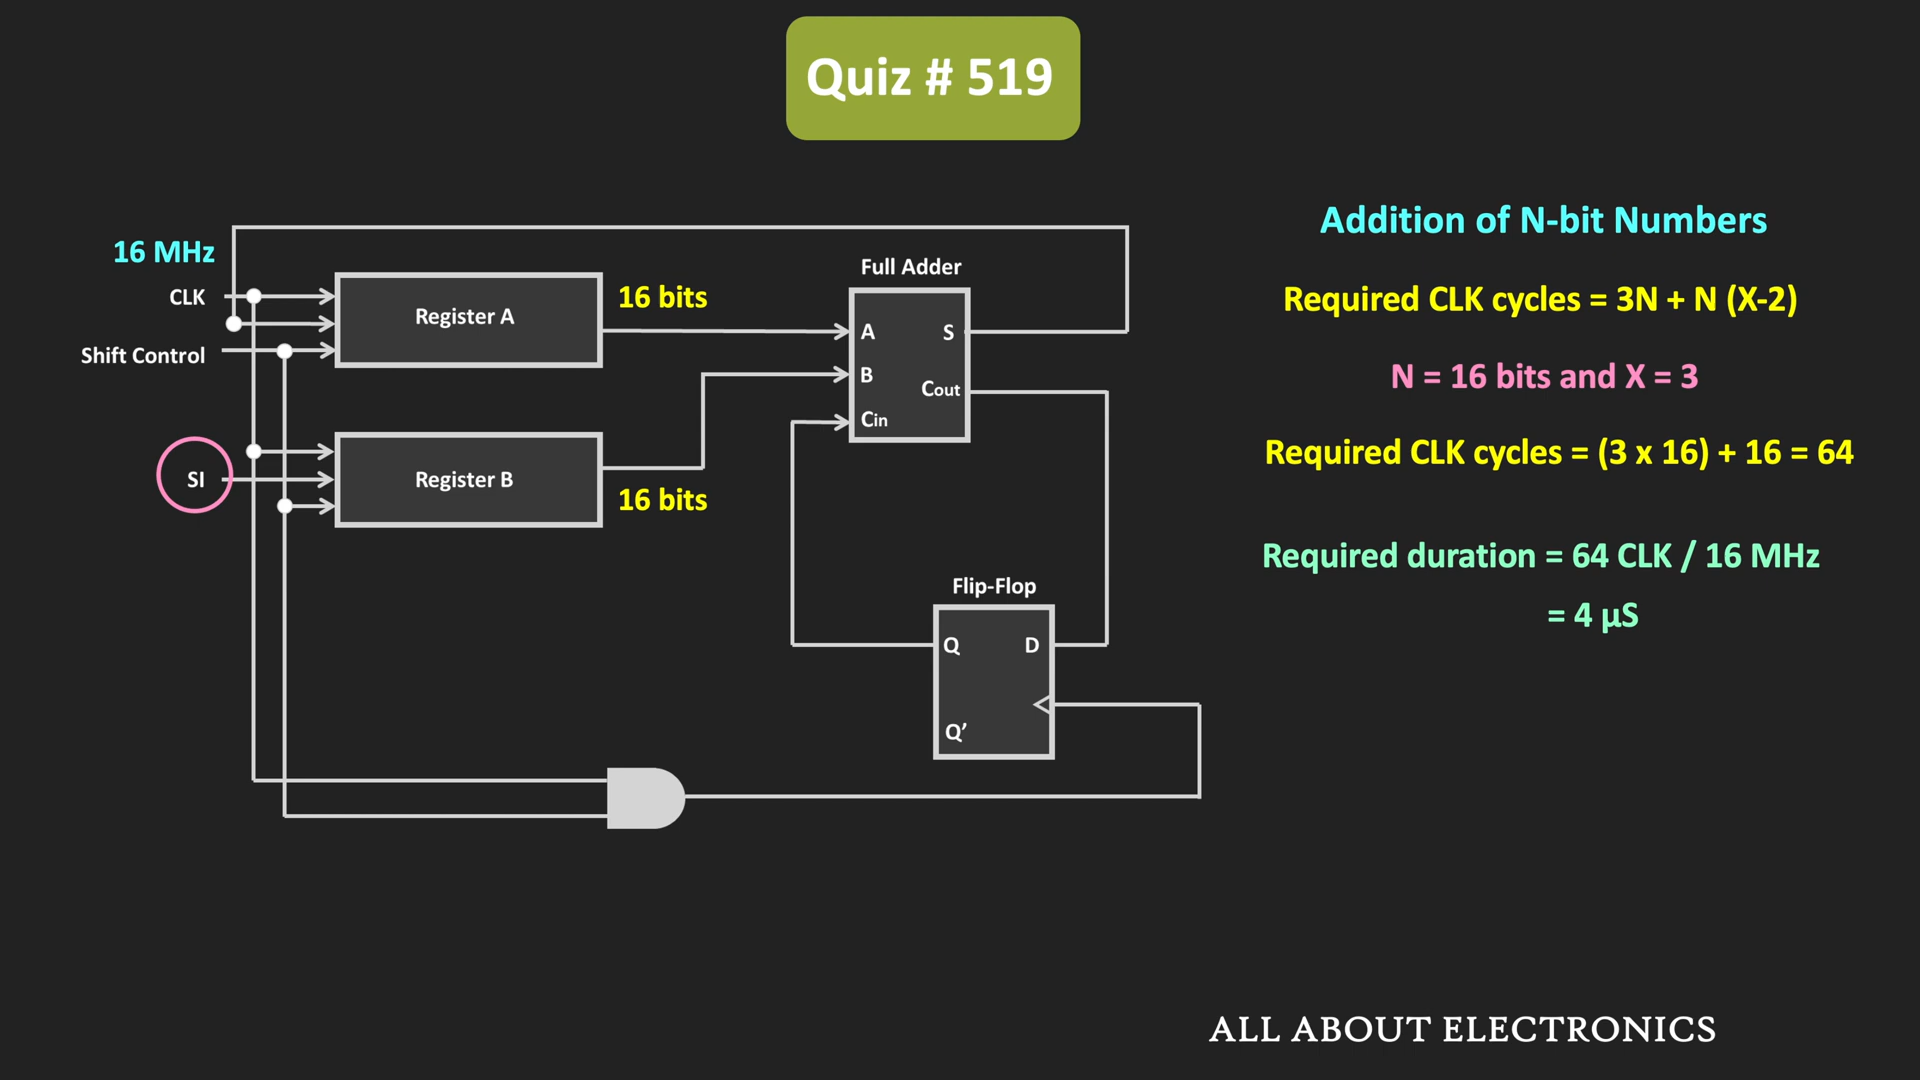 Quiz # 519
16 MHz
CLK
Shift Control
SI
Register A
16 bits
Register B
16 bits
Full Adder
A
S
B
Cout
Cin
Flip-Flop
Q
D
Q’
Addition of N-bit Numbers
Required CLK cycles = 3N + N (X-2)
N = 16 bits and X = 3
Required CLK cycles = (3 x 16) + 16 = 64
Required duration = 64 CLK / 16 MHz
= 4 µS
ALL ABOUT ELECTRONICS